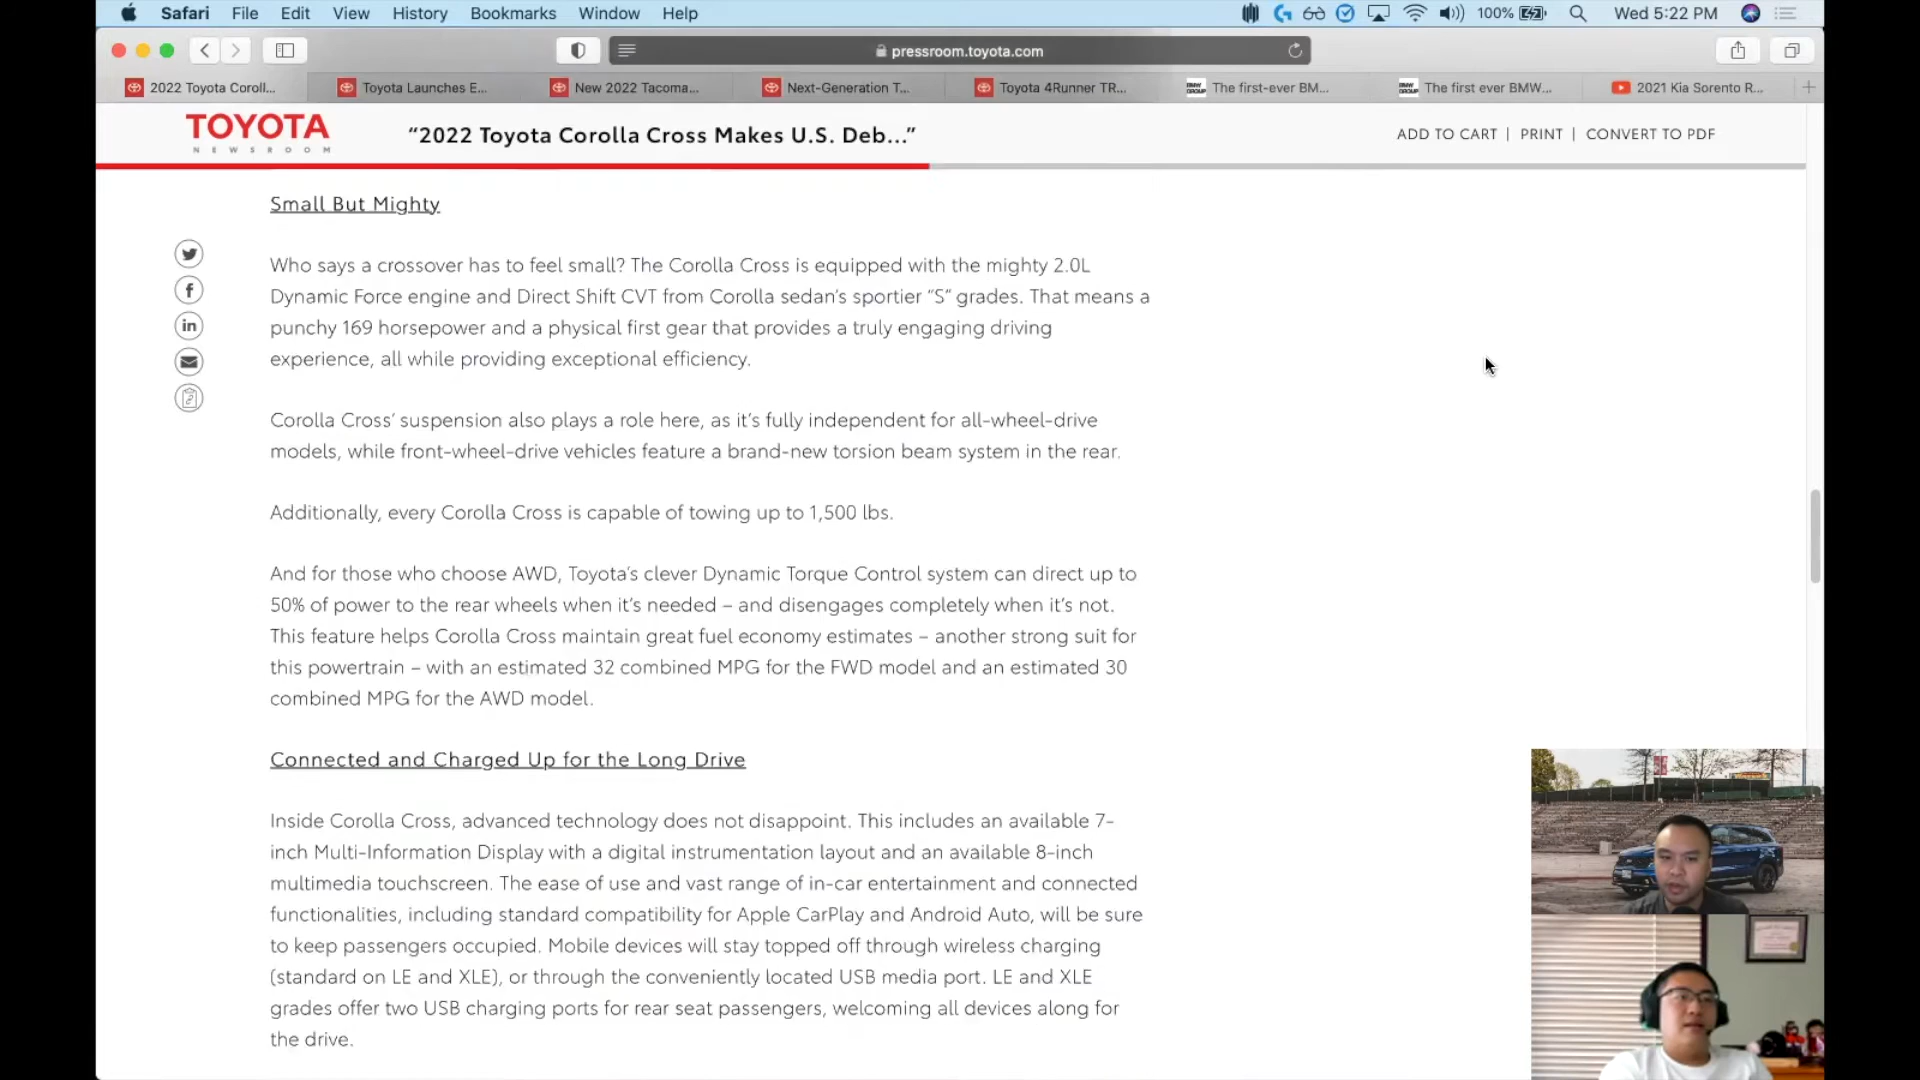 Safari File Edit View History Bookmarks Window Help 100% Wed 5:22 PM
pressroom.toyota.com
2022 Toyota Coroll... Toyota Launches E... New 2022 Tacoma... Next-Generation T... Toyota 4Runner TR... The first-ever BM... The first ever BMW... 2021 Kia Sorento R...
TOYOTA
NEWSROOM
“2022 Toyota Corolla Cross Makes U.S. Deb...”
ADD TO CART | PRINT | CONVERT TO PDF
Small But Mighty
Who says a crossover has to feel small? The Corolla Cross is equipped with the mighty 2.0L
Dynamic Force engine and Direct Shift CVT from Corolla sedan’s sportier “S” grades. That means a
punchy 169 horsepower and a physical first gear that provides a truly engaging driving
experience, all while providing exceptional efficiency.
Corolla Cross’ suspension also plays a role here, as it’s fully independent for all-wheel-drive
models, while front-wheel-drive vehicles feature a brand-new torsion beam system in the rear.
Additionally, every Corolla Cross is capable of towing up to 1,500 lbs.
And for those who choose AWD, Toyota’s clever Dynamic Torque Control system can direct up to
50% of power to the rear wheels when it’s needed – and disengages completely when it’s not.
This feature helps Corolla Cross maintain great fuel economy estimates – another strong suit for
this powertrain – with an estimated 32 combined MPG for the FWD model and an estimated 30
combined MPG for the AWD model.
Connected and Charged Up for the Long Drive
Inside Corolla Cross, advanced technology does not disappoint. This includes an available 7-
inch Multi-Information Display with a digital instrumentation layout and an available 8-inch
multimedia touchscreen. The ease of use and vast range of in-car entertainment and connected
functionalities, including standard compatibility for Apple CarPlay and Android Auto, will be sure
to keep passengers occupied. Mobile devices will stay topped off through wireless charging
(standard on LE and XLE), or through the conveniently located USB media port. LE and XLE
grades offer two USB charging ports for rear seat passengers, welcoming all devices along for
the drive.